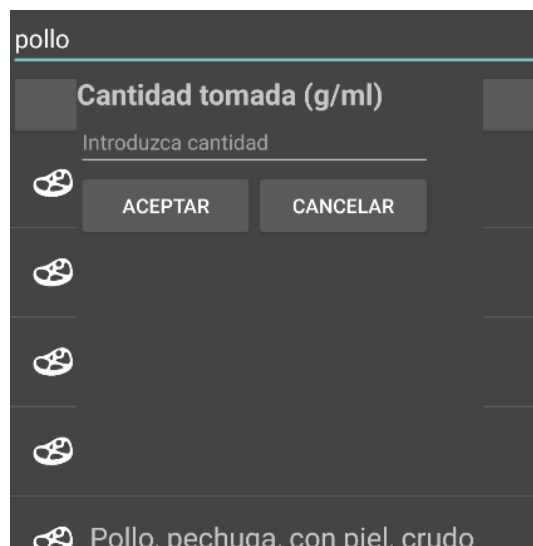 pollo
Cantidad tomada (g/ml)
Introduzca cantidad
ACEPTAR CANCELAR
Pollo, pechuga, con piel, crudo